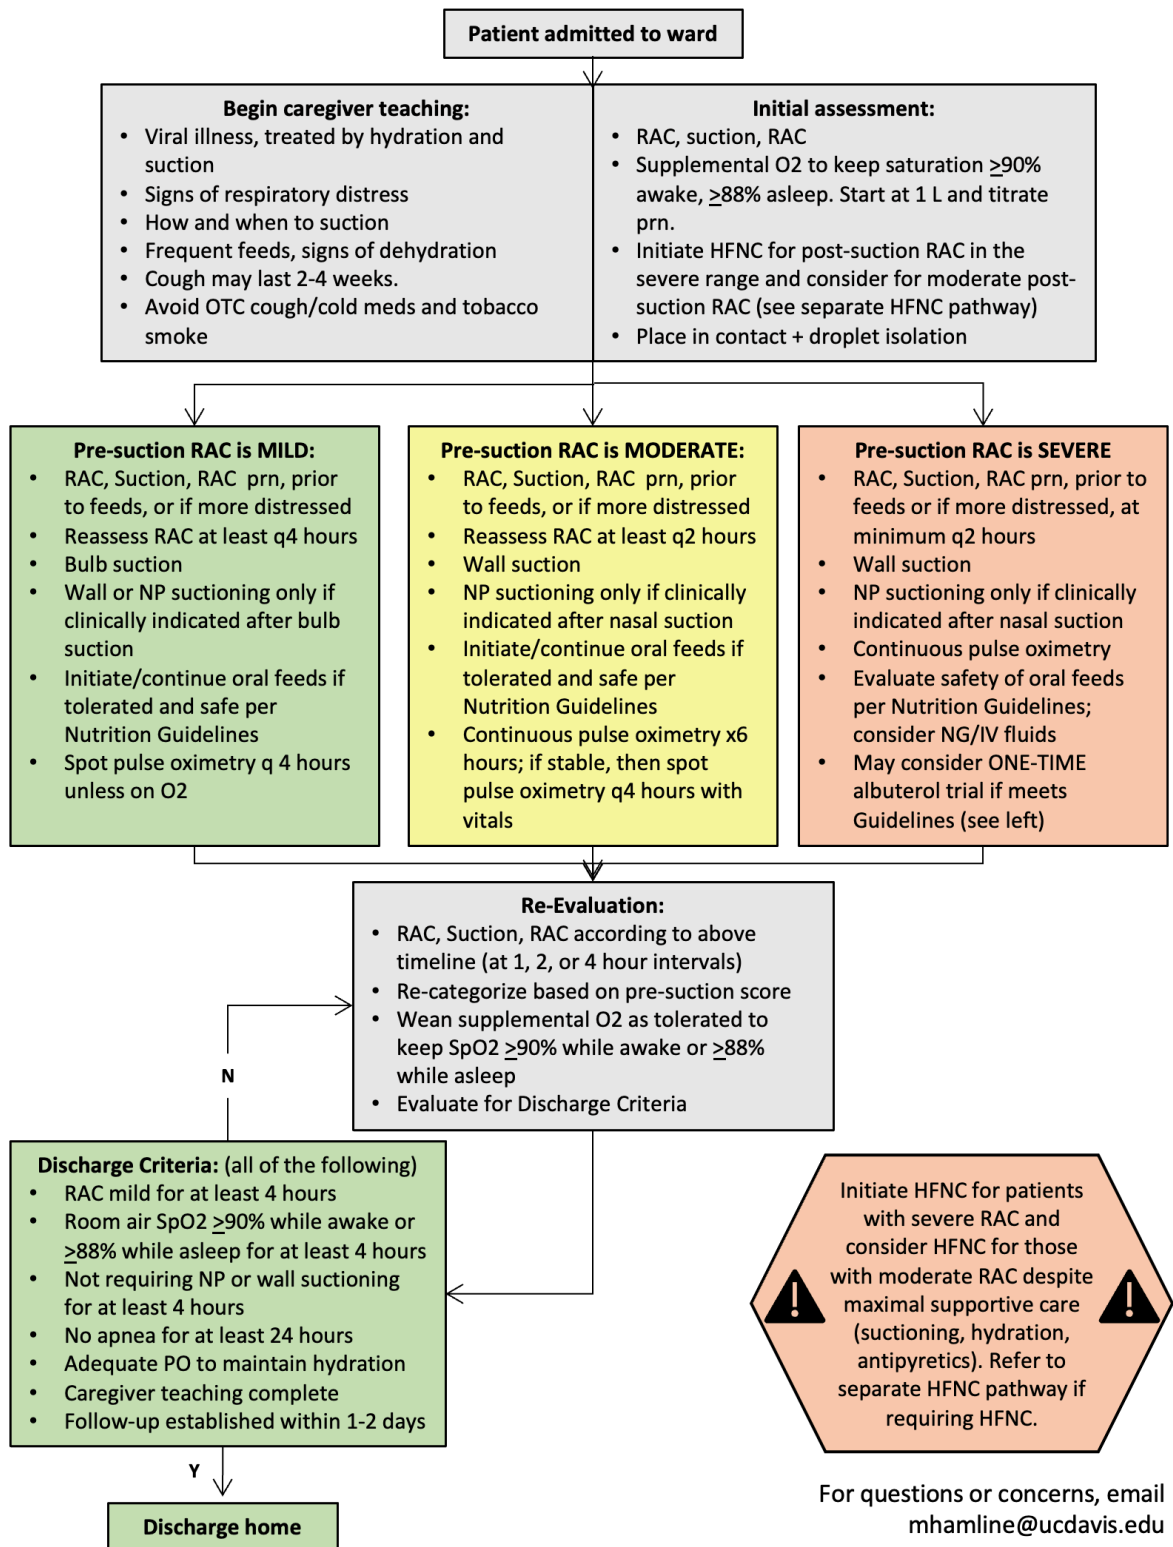 Patient admitted to ward
Begin caregiver teaching:
• Viral illness, treated by hydration and
suction
• Signs of respiratory distress
• How and when to suction
• Frequent feeds, signs of dehydration
• Cough may last 2-4 weeks.
• Avoid OTC cough/cold meds and tobacco
smoke
Initial assessment:
• RAC, suction, RAC
• Supplemental O2 to keep saturation ≥90%
awake, ≥88% asleep. Start at 1 L and titrate
prn.
• Initiate HFNC for post-suction RAC in the
severe range and consider for moderate post-
suction RAC (see separate HFNC pathway)
• Place in contact + droplet isolation
Pre-suction RAC is MILD:
• RAC, Suction, RAC prn, prior
to feeds, or if more distressed
• Reassess RAC at least q4 hours
• Bulb suction
• Wall or NP suctioning only if
clinically indicated after bulb
suction
• Initiate/continue oral feeds if
tolerated and safe per
Nutrition Guidelines
• Spot pulse oximetry q 4 hours
unless on O2
Pre-suction RAC is MODERATE:
• RAC, Suction, RAC prn, prior
to feeds, or if more distressed
• Reassess RAC at least q2 hours
• Wall suction
• NP suctioning only if clinically
indicated after nasal suction
• Initiate/continue oral feeds if
tolerated and safe per
Nutrition Guidelines
• Continuous pulse oximetry x6
hours; if stable, then spot
pulse oximetry q4 hours with
vitals
Pre-suction RAC is SEVERE
• RAC, Suction, RAC prn, prior to
feeds or if more distressed, at
minimum q2 hours
• Wall suction
• NP suctioning only if clinically
indicated after nasal suction
• Continuous pulse oximetry
• Evaluate safety of oral feeds
per Nutrition Guidelines;
consider NG/IV fluids
• May consider ONE-TIME
albuterol trial if meets
Guidelines (see left)
Re-Evaluation:
• RAC, Suction, RAC according to above
timeline (at 1, 2, or 4 hour intervals)
• Re-categorize based on pre-suction score
• Wean supplemental O2 as tolerated to
keep SpO2 ≥90% while awake or ≥88%
while asleep
• Evaluate for Discharge Criteria
N
Discharge Criteria: (all of the following)
• RAC mild for at least 4 hours
• Room air SpO2 ≥90% while awake or
≥88% while asleep for at least 4 hours
• Not requiring NP or wall suctioning
for at least 4 hours
• No apnea for at least 24 hours
• Adequate PO to maintain hydration
• Caregiver teaching complete
• Follow-up established within 1-2 days
Y
Discharge home
Initiate HFNC for patients
with severe RAC and
consider HFNC for those
with moderate RAC despite
maximal supportive care
(suctioning, hydration,
antipyretics). Refer to
separate HFNC pathway if
requiring HFNC.
For questions or concerns, email
mhamline@ucdavis.edu